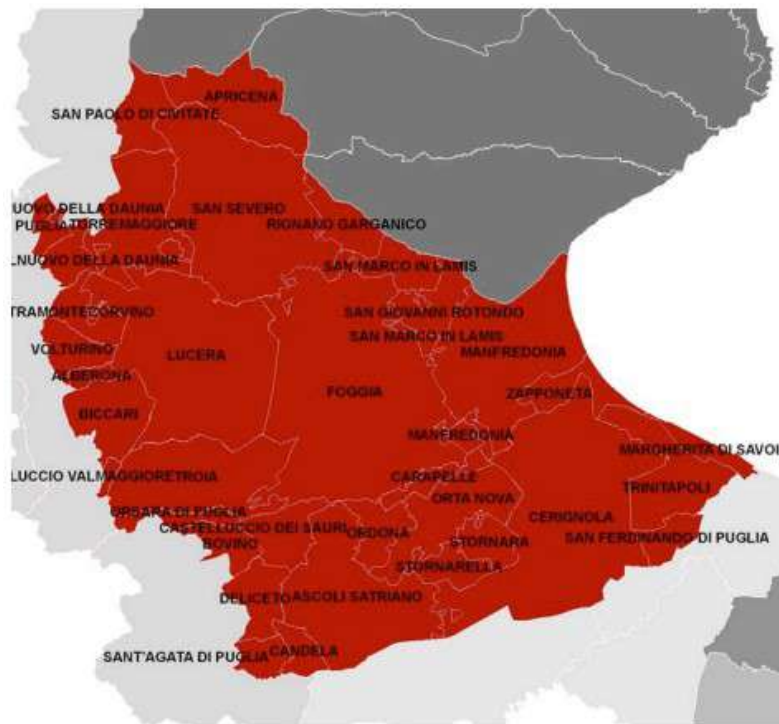 APRICENA
SAN PAOLO DI CIVITATE
UOVO DELLA DAUNIA
SAN SEVERO
PUGLIA
TORREMAGGIORE
RIGNANO GARGANICO
LNUOVO DELLA DAUNIA
SAN MARCO IN LAMIS
TRAMONTECORVINO
SAN GIOVANNI ROTONDO
SAN MARCO IN LAMIS
VOLTURINO
LUCERA
MANFREDONIA
ALBERONA
FOGGIA
ZAPPONETA
BICCARI
MANFREDONIA
MARGHERITA DI SAVOI
LUCCIO VALMAGGIORE
TROIA
CARAPELLE
TRINITAPOLI
ORTA NOVA
ORSARA DI PUGLIA
CERIGNOLA
CASTELLUCCIO DEI SAURI
ORDONA
SAN FERDINANDO DI PUGLIA
BOVINO
STORNARA
STORNARELLA
DELICETO
ASCOLI SATRIANO
SANT'AGATA DI PUGLIA
CANDELA